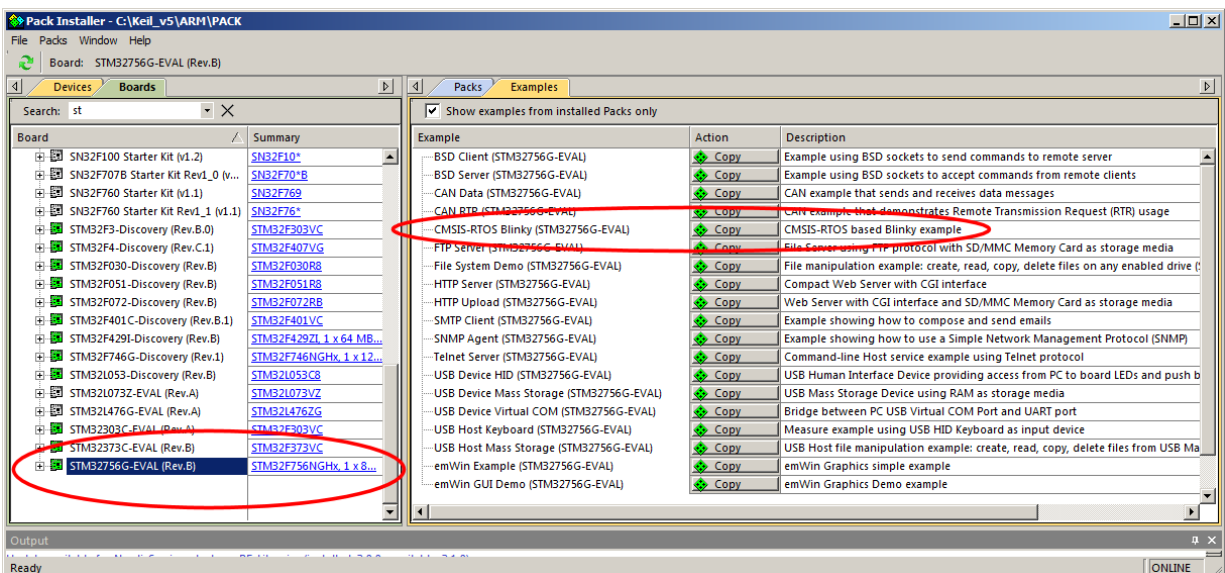 Pack Installer - C:\Keil_v5\ARM\PACK
File Packs Window Help
Board: STM32756G-EVAL (Rev.B)
Devices Boards
Search: st
Board Summary
SN32F100 Starter Kit (v1.2) SN32F10*
SN32F707B Starter Kit Rev1_0 (v... SN32F70*B
SN32F760 Starter Kit (v1.1) SN32F769
SN32F760 Starter Kit Rev1_1 (v1.1) SN32F76*
STM32F3-Discovery (Rev.B.0) STM32F303VC
STM32F4-Discovery (Rev.C.1) STM32F407VG
STM32F030-Discovery (Rev.B) STM32F030R8
STM32F051-Discovery (Rev.B) STM32F051R8
STM32F072-Discovery (Rev.B) STM32F072RB
STM32F401C-Discovery (Rev.B.1) STM32F401VC
STM32F429I-Discovery (Rev.B) STM32F429ZI, 1 x 64 MB...
STM32F746G-Discovery (Rev.1) STM32F746NGHx, 1 x 12...
STM32L053-Discovery (Rev.B) STM32L053C8
STM32L073Z-EVAL (Rev.A) STM32L073VZ
STM32L476G-EVAL (Rev.A) STM32L476ZG
STM32303C-EVAL (Rev.A) STM32F303VC
STM32373C-EVAL (Rev.B) STM32F373VC
STM32756G-EVAL (Rev.B) STM32F756NGHx, 1 x 8...
Packs Examples
Show examples from installed Packs only
Example Action Description
BSD Client (STM32756G-EVAL) Copy Example using BSD sockets to send commands to remote server
BSD Server (STM32756G-EVAL) Copy Example using BSD sockets to accept commands from remote clients
CAN Data (STM32756G-EVAL) Copy CAN example that sends and receives data messages
CAN RTR (STM32756G-EVAL) Copy CAN example that demonstrates Remote Transmission Request (RTR) usage
CMSIS-RTOS Blinky (STM32756G-EVAL) Copy CMSIS-RTOS based Blinky example
FTP Server (STM32756G-EVAL) Copy File Server using FTP protocol with SD/MMC Memory Card as storage media
File System Demo (STM32756G-EVAL) Copy File manipulation example: create, read, copy, delete files on any enabled drive (
HTTP Server (STM32756G-EVAL) Copy Compact Web Server with CGI interface
HTTP Upload (STM32756G-EVAL) Copy Web Server with CGI interface and SD/MMC Memory Card as storage media
SMTP Client (STM32756G-EVAL) Copy Example showing how to compose and send emails
SNMP Agent (STM32756G-EVAL) Copy Example showing how to use a Simple Network Management Protocol (SNMP)
Telnet Server (STM32756G-EVAL) Copy Command-line Host service example using Telnet protocol
USB Device HID (STM32756G-EVAL) Copy USB Human Interface Device providing access from PC to board LEDs and push b
USB Device Mass Storage (STM32756G-EVAL) Copy USB Mass Storage Device using RAM as storage media
USB Device Virtual COM (STM32756G-EVAL) Copy Bridge between PC USB Virtual COM Port and UART port
USB Host Keyboard (STM32756G-EVAL) Copy Measure example using USB HID Keyboard as input device
USB Host Mass Storage (STM32756G-EVAL) Copy USB Host file manipulation example: create, read, copy, delete files from USB Ma
emWin Example (STM32756G-EVAL) Copy emWin Graphics simple example
emWin GUI Demo (STM32756G-EVAL) Copy emWin Graphics Demo example
Output
Ready ONLINE